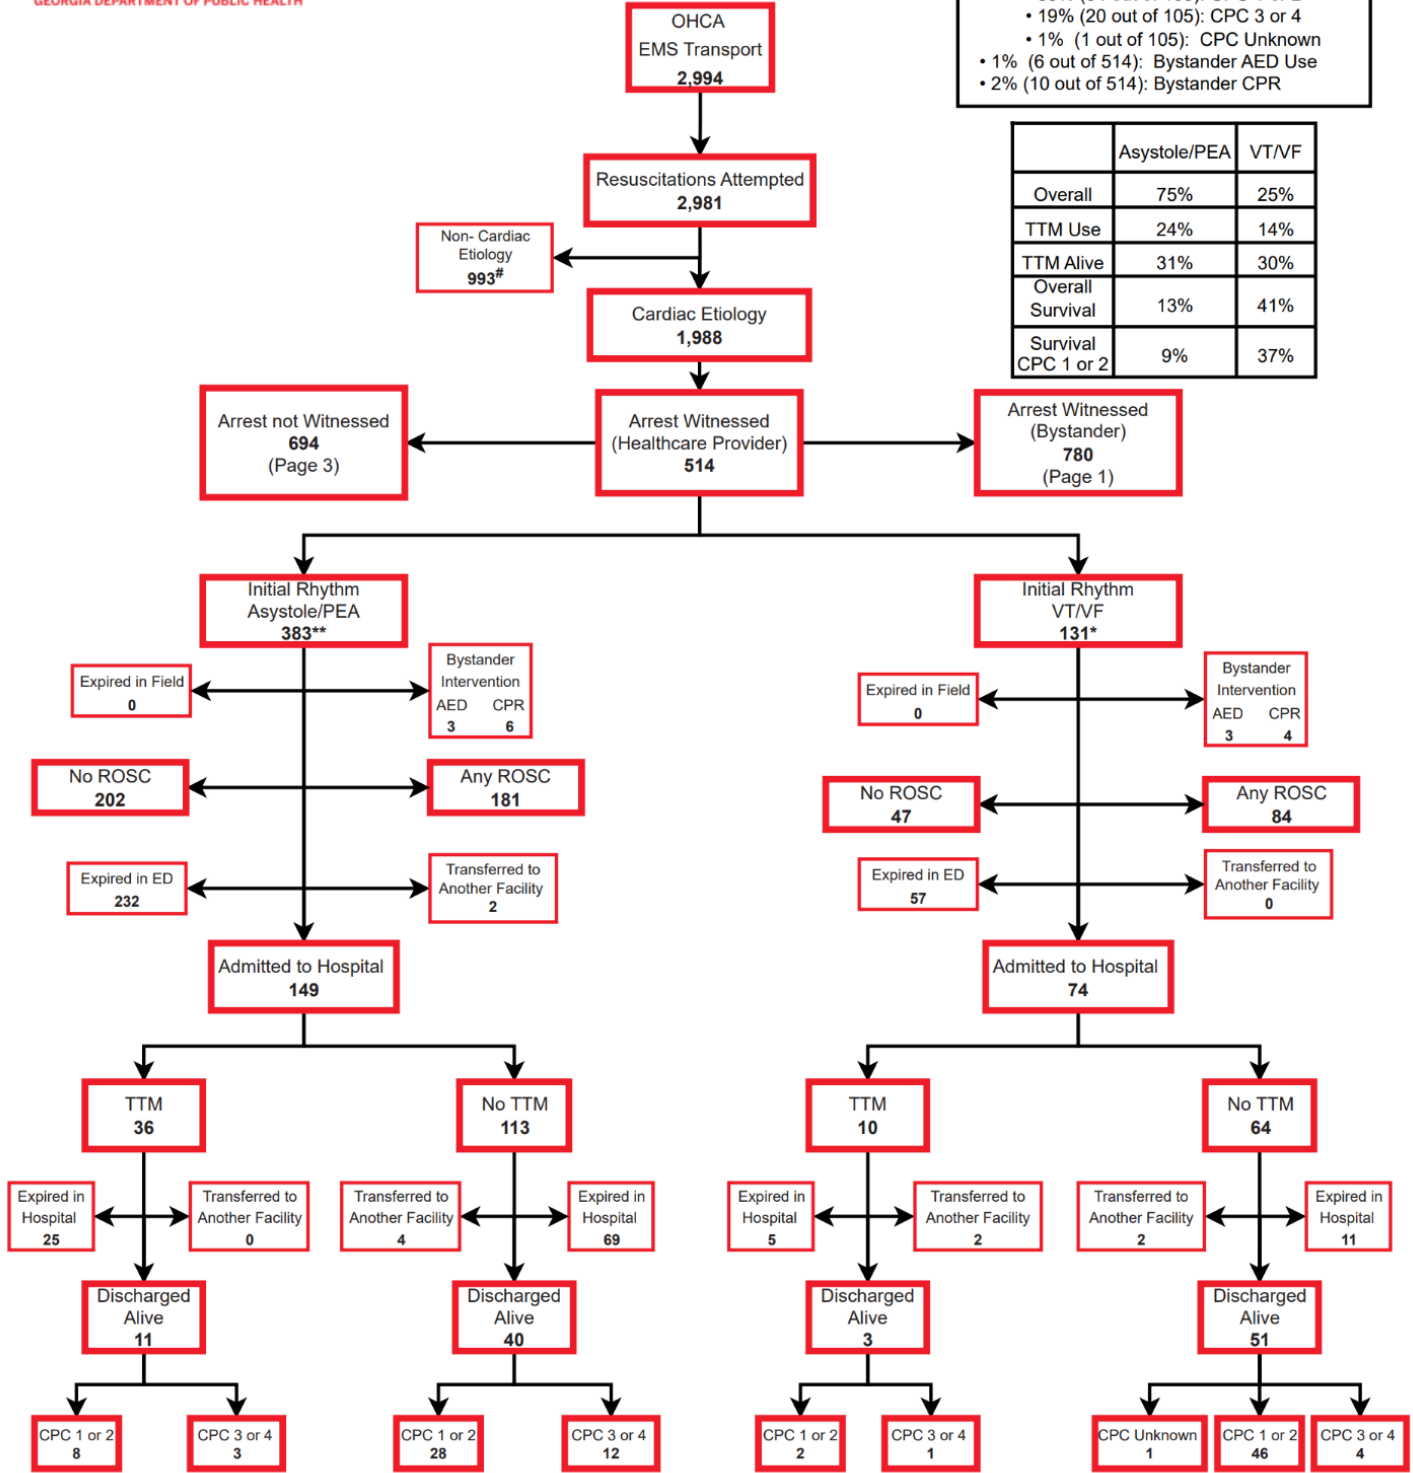 GEORGIA DEPARTMENT OF PUBLIC HEALTH
• 19% (20 out of 105): CPC 3 or 4
• 1% (1 out of 105): CPC Unknown
• 1% (6 out of 514): Bystander AED Use
• 2% (10 out of 514): Bystander CPR
OHCA
EMS Transport
2,994
Asystole/PEA VT/VF
Overall 75% 25%
TTM Use 24% 14%
TTM Alive 31% 30%
Overall
Survival 13% 41%
Survival
CPC 1 or 2 9% 37%
Resuscitations Attempted
2,981
Non- Cardiac
Etiology
993#
Cardiac Etiology
1,988
Arrest not Witnessed
694
(Page 3)
Arrest Witnessed
(Healthcare Provider)
514
Arrest Witnessed
(Bystander)
780
(Page 1)
Initial Rhythm
Asystole/PEA
383**
Expired in Field
0
Bystander
Intervention
AED CPR
3 6
No ROSC
202
Any ROSC
181
Expired in ED
232
Transferred to
Another Facility
2
Admitted to Hospital
149
Initial Rhythm
VT/VF
131*
Expired in Field
0
Bystander
Intervention
AED CPR
3 4
No ROSC
47
Any ROSC
84
Expired in ED
57
Transferred to
Another Facility
0
Admitted to Hospital
74
TTM
36
No TTM
113
TTM
10
No TTM
64
Expired in
Hospital
25
Transferred to
Another Facility
0
Transferred to
Another Facility
4
Expired in
Hospital
69
Expired in
Hospital
5
Transferred to
Another Facility
2
Transferred to
Another Facility
2
Expired in
Hospital
11
Discharged
Alive
11
Discharged
Alive
40
Discharged
Alive
3
Discharged
Alive
51
CPC 1 or 2
8
CPC 3 or 4
3
CPC 1 or 2
28
CPC 3 or 4
12
CPC 1 or 2
2
CPC 3 or 4
1
CPC Unknown
1
CPC 1 or 2
46
CPC 3 or 4
4